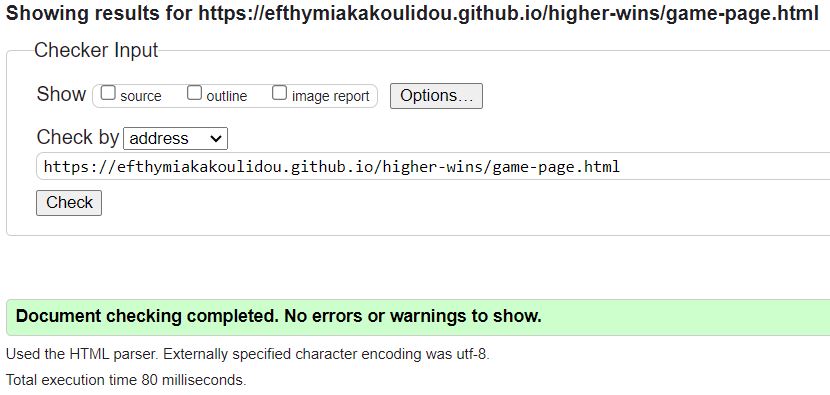 Showing results for https://efthymiakakoulidou.github.io/higher-wins/game-page.html
Checker Input
Show source outline image report Options...
Check by address
https://efthymiakakoulidou.github.io/higher-wins/game-page.html
Check
Document checking completed. No errors or warnings to show.
Used the HTML parser. Externally specified character encoding was utf-8.
Total execution time 80 milliseconds.